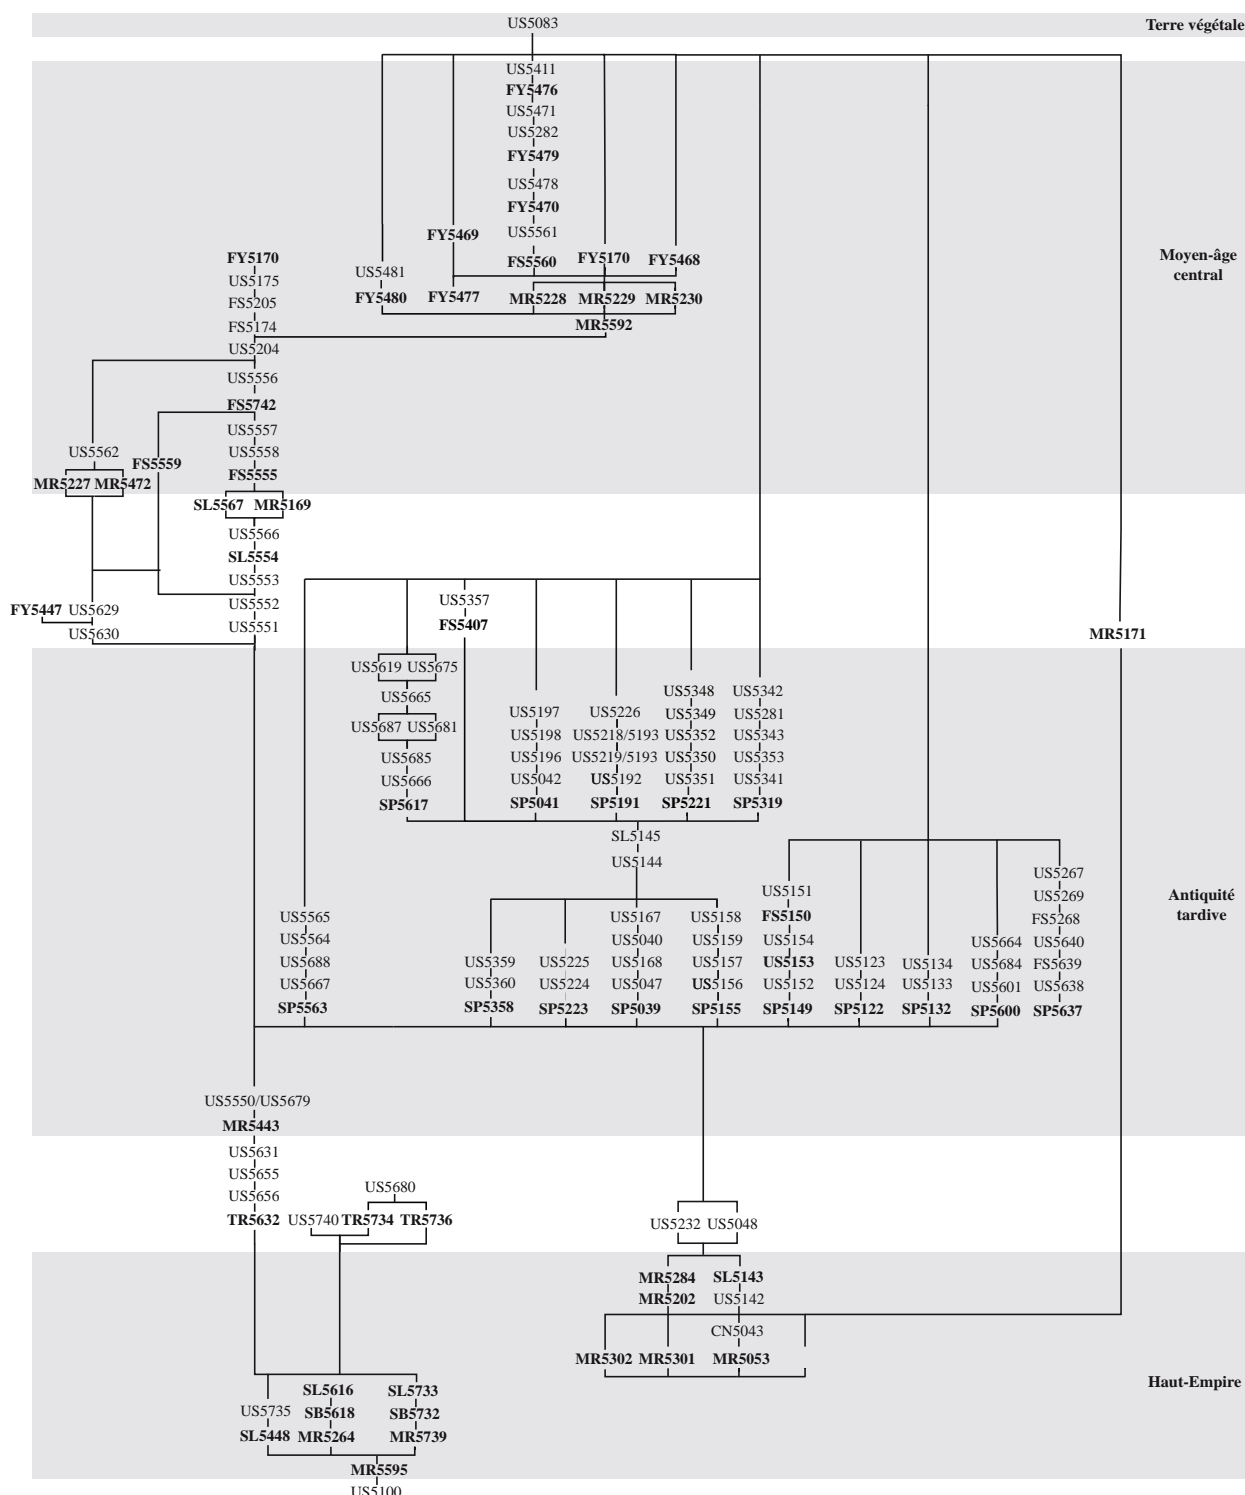 US5083 Terre végétale
US5411
FY5476
US5471
US5282
FY5479
US5478
FY5470
US5561
FY5469
FS5560 FY5170 FY5468
FY5170
US5175
FS5205
FS5174
US5204
US5481
FY5480 FY5477 MR5228 MR5229 MR5230
MR5592
Moyen-âge
central
US5556
FS5742
US5557
US5558
FS5555
US5562
FS5559
MR5227 MR5472
SL5567 MR5169
US5566
SL5554
US5553
US5552
US5551
FY5447 US5629
US5630
US5357
FS5407
MR5171
US5619 US5675
US5665
US5687 US5681
US5685
US5666
SP5617
US5197
US5198
US5196
US5042
SP5041
US5226
US5218/5193
US5219/5193
US5192
SP5191
US5348
US5349
US5352
US5350
US5351
SP5221
US5342
US5281
US5343
US5353
US5341
SP5319
SL5145
US5144
Antiquité
tardive
US5565
US5564
US5688
US5667
SP5563
US5359
US5360
SP5358
US5225
US5224
SP5223
US5167
US5040
US5168
US5047
SP5039
US5158
US5159
US5157
US5156
SP5155
US5151
FS5150
US5154
US5153
US5152
SP5149
US5123
US5124
SP5122
US5134
US5133
SP5132
US5664
US5684
US5601
SP5600
US5267
US5269
FS5268
US5640
FS5639
US5638
SP5637
US5550/US5679
MR5443
US5631
US5655
US5656
TR5632
US5680
US5740 TR5734 TR5736
US5232 US5048
MR5284 SL5143
MR5202 US5142
CN5043
MR5302 MR5301 MR5053
Haut-Empire
US5735
SL5448
SL5616
SB5618
MR5264
SL5733
SB5732
MR5739
MR5595
US5100